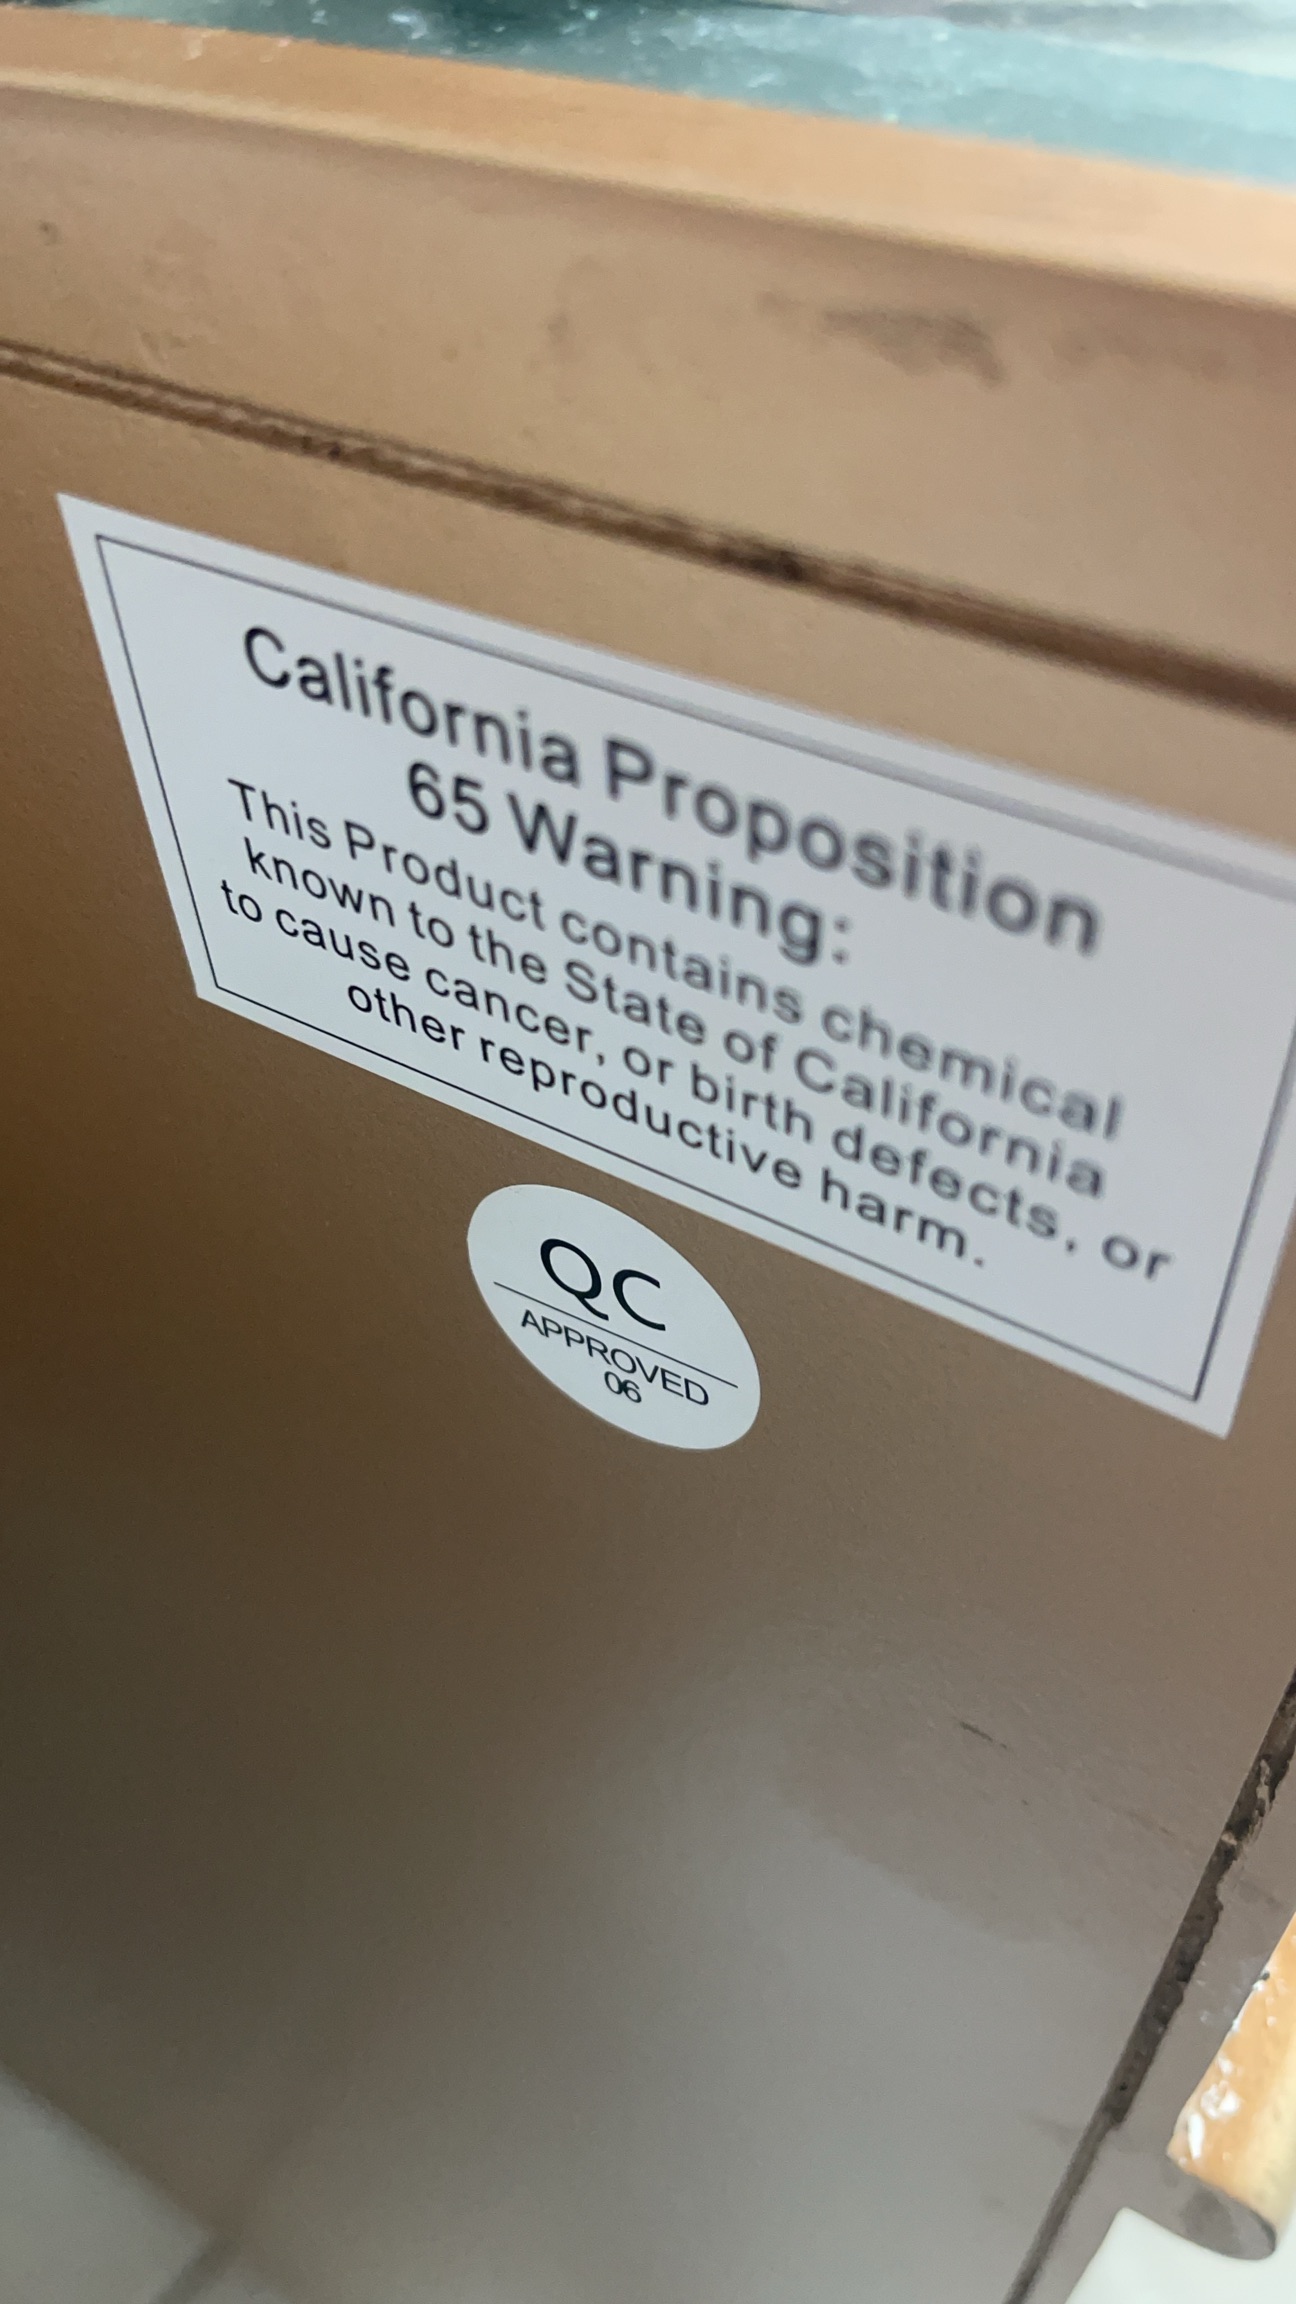 California Proposition
65 Warning:
This Product contains chemical
known to the State of California
to cause cancer, or birth defects, or
other reproductive harm.
QC
APPROVED
06